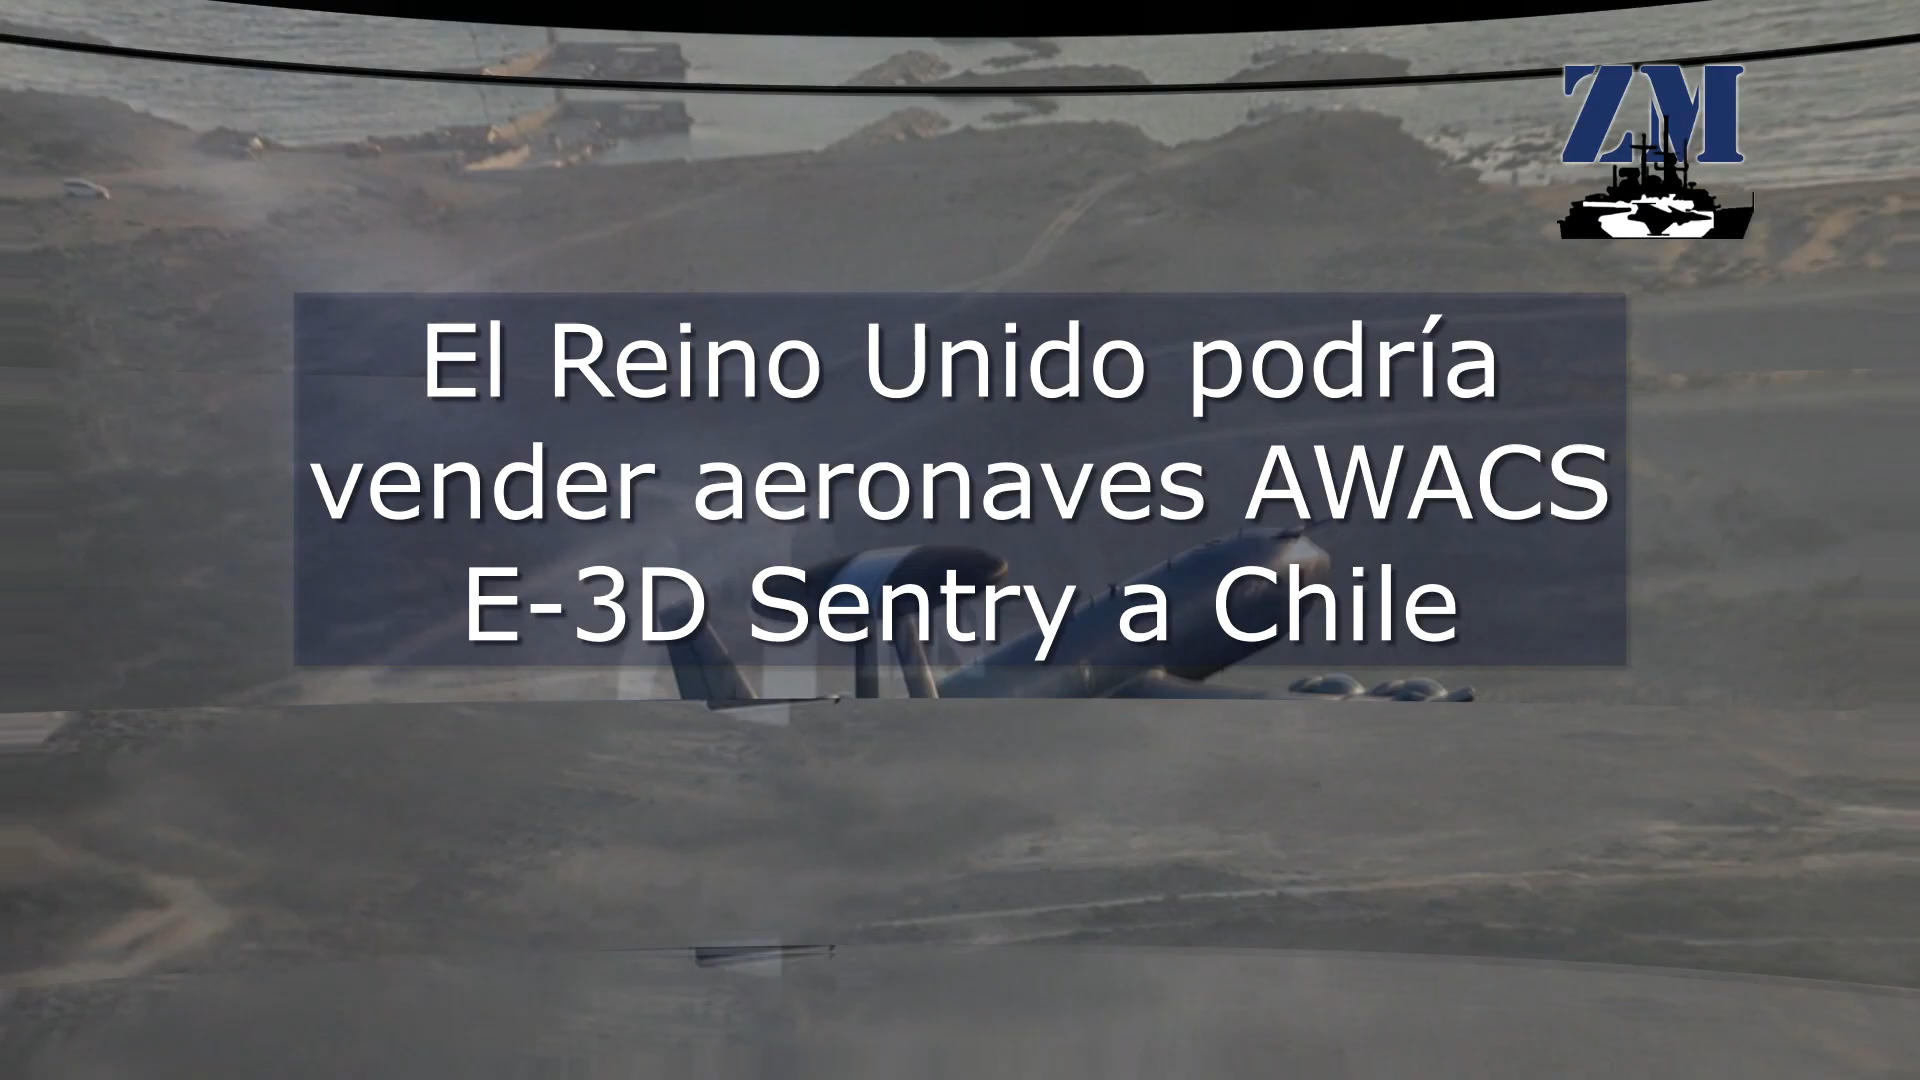 ZM
El Reino Unido podría
vender aeronaves AWACS
E-3D Sentry a Chile